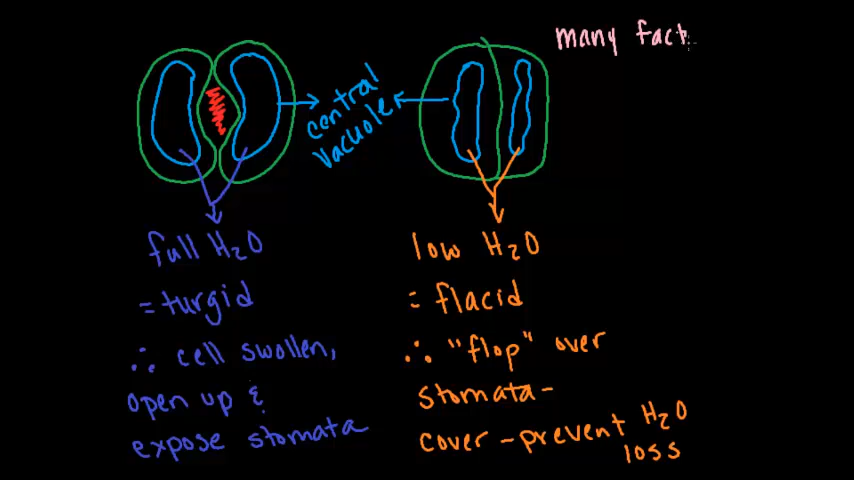 many fact
central
vacuole
full H₂O
= turgid
∴ cell swollen,
open up &
expose stomata
low H₂O
= flacid
∴ "flop" over
stomata-
cover - prevent H₂O
loss